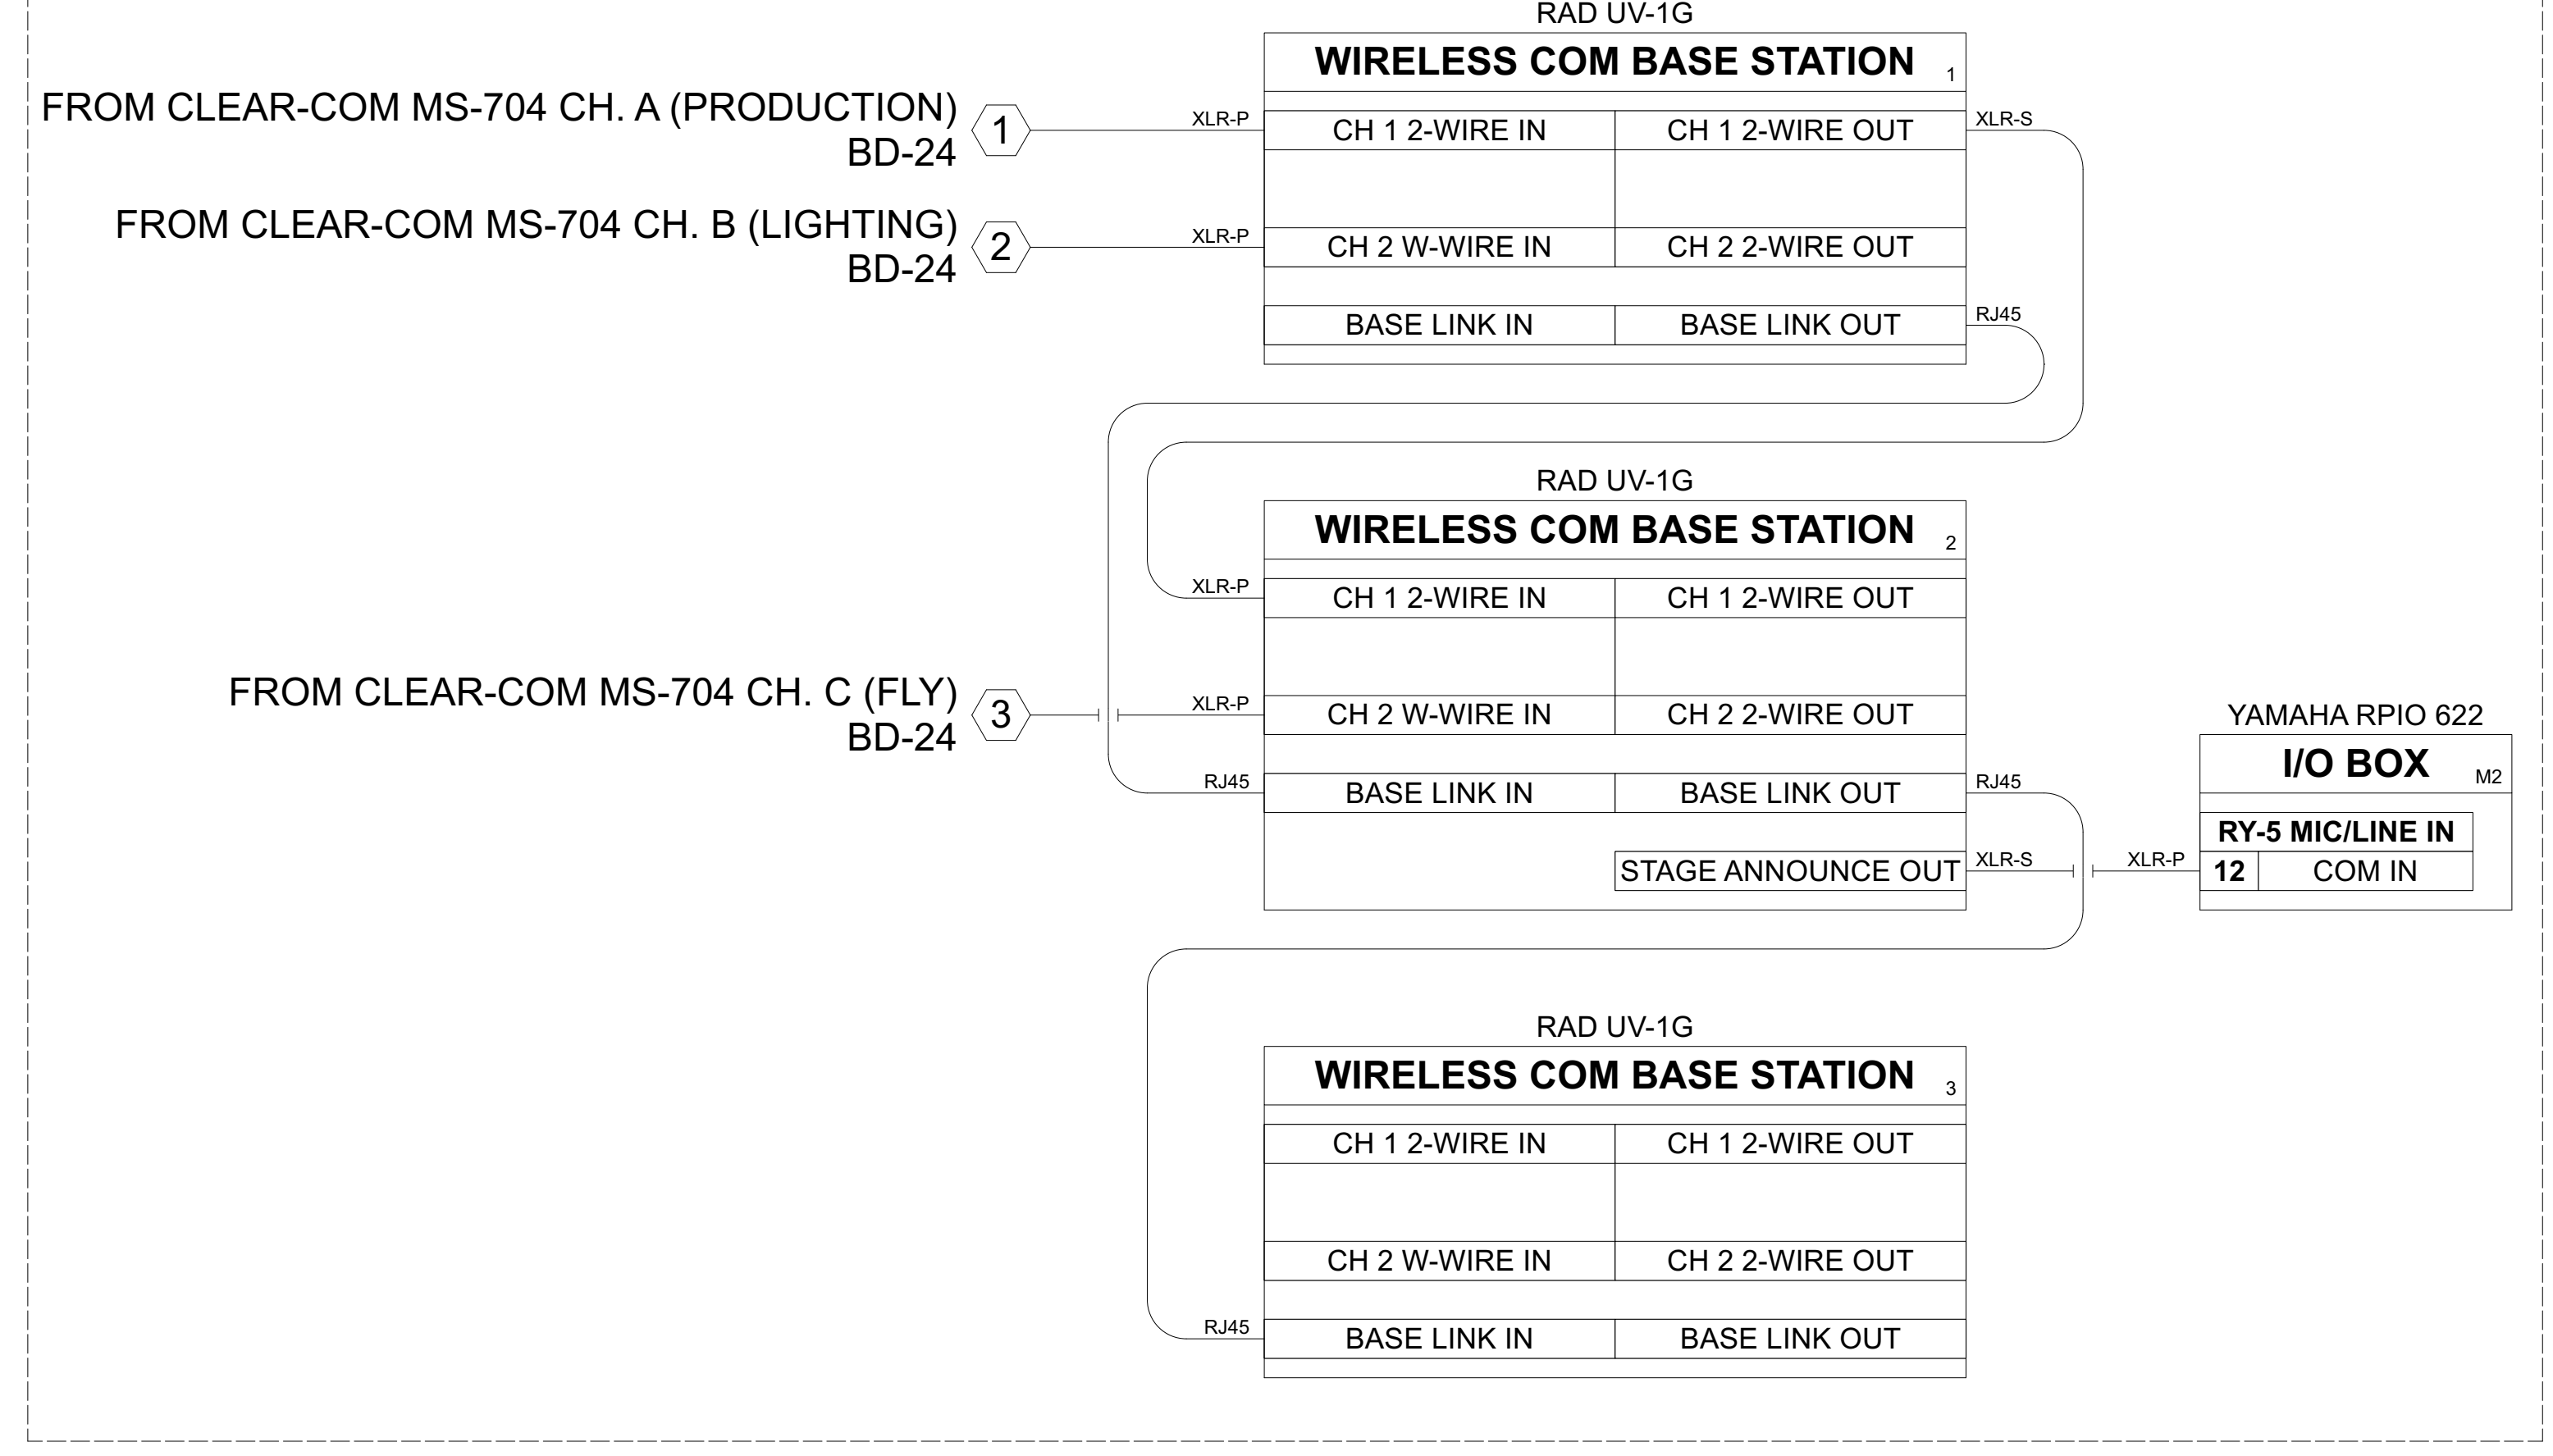 RAD UV-1G
WIRELESS COM BASE STATION 1
FROM CLEAR-COM MS-704 CH. A (PRODUCTION)
BD-24
1
XLR-P
CH 1 2-WIRE IN
CH 1 2-WIRE OUT
XLR-S
FROM CLEAR-COM MS-704 CH. B (LIGHTING)
BD-24
2
XLR-P
CH 2 W-WIRE IN
CH 2 2-WIRE OUT
BASE LINK IN
BASE LINK OUT
RJ45
RAD UV-1G
WIRELESS COM BASE STATION 2
XLR-P
CH 1 2-WIRE IN
CH 1 2-WIRE OUT
FROM CLEAR-COM MS-704 CH. C (FLY)
BD-24
3
XLR-P
CH 2 W-WIRE IN
CH 2 2-WIRE OUT
RJ45
BASE LINK IN
BASE LINK OUT
RJ45
STAGE ANNOUNCE OUT
XLR-S
YAMAHA RPIO 622
I/O BOX M2
RY-5 MIC/LINE IN
XLR-P
12
COM IN
RAD UV-1G
WIRELESS COM BASE STATION 3
CH 1 2-WIRE IN
CH 1 2-WIRE OUT
CH 2 W-WIRE IN
CH 2 2-WIRE OUT
RJ45
BASE LINK IN
BASE LINK OUT